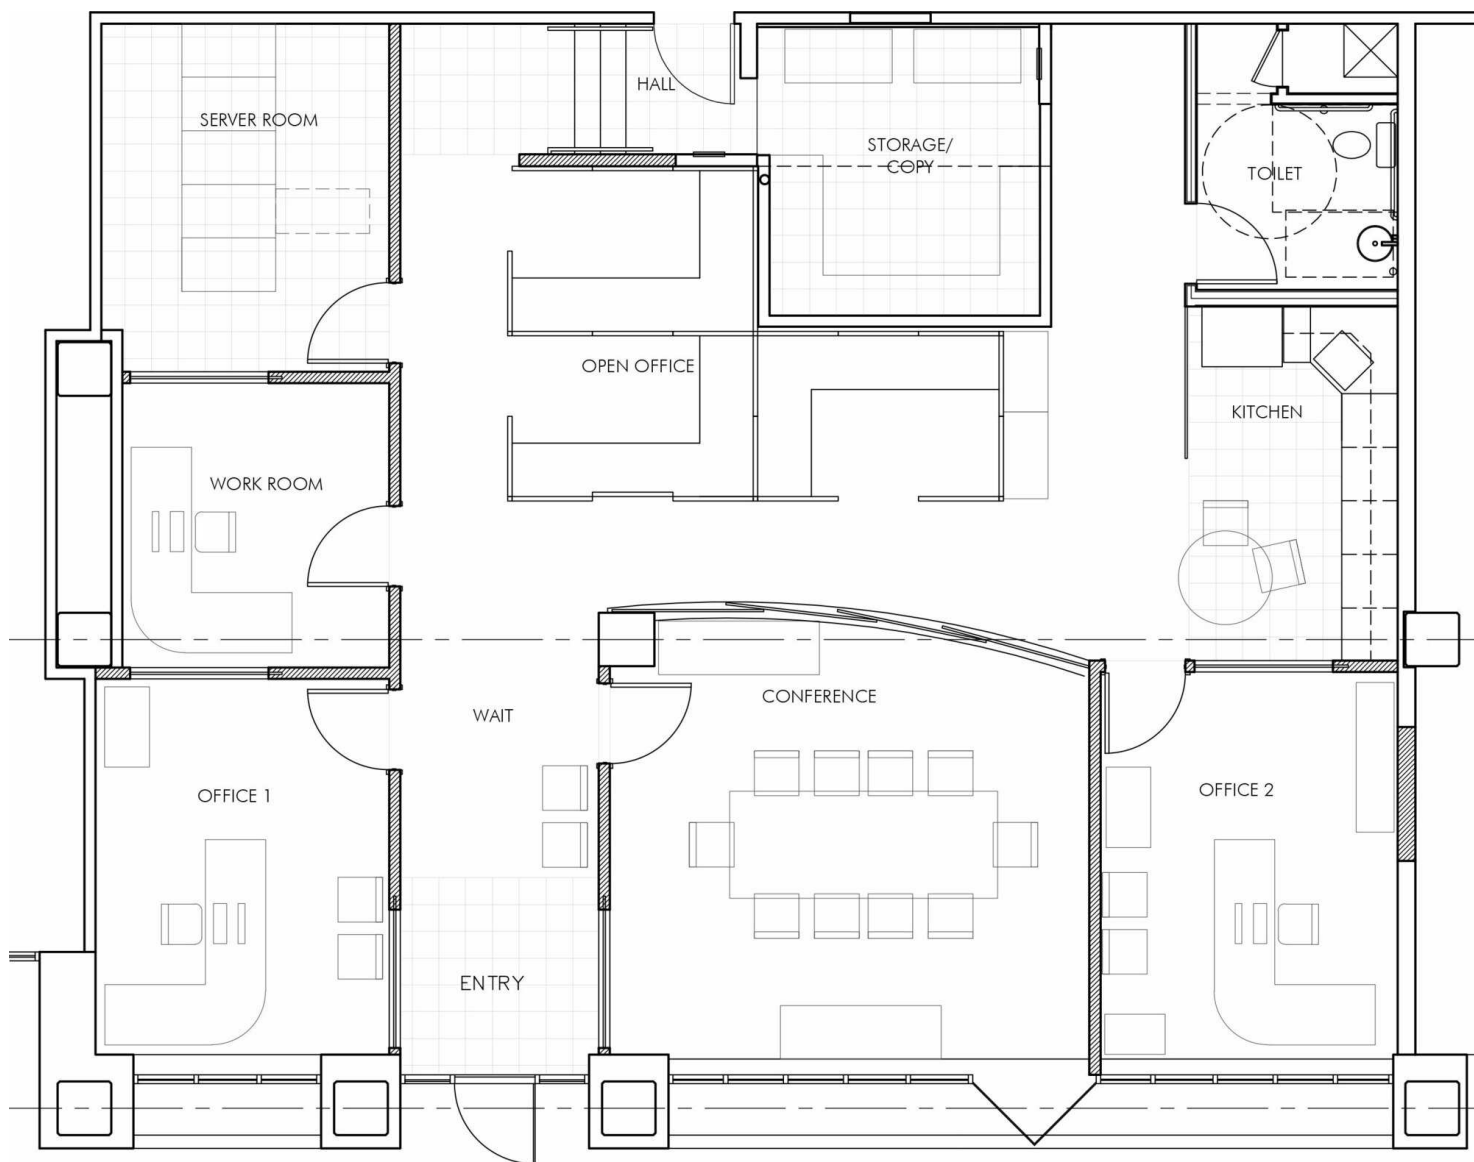 HALL
SERVER ROOM
STORAGE/
COPY
TOILET
OPEN OFFICE
KITCHEN
WORK ROOM
WAIT
CONFERENCE
OFFICE 1
OFFICE 2
ENTRY